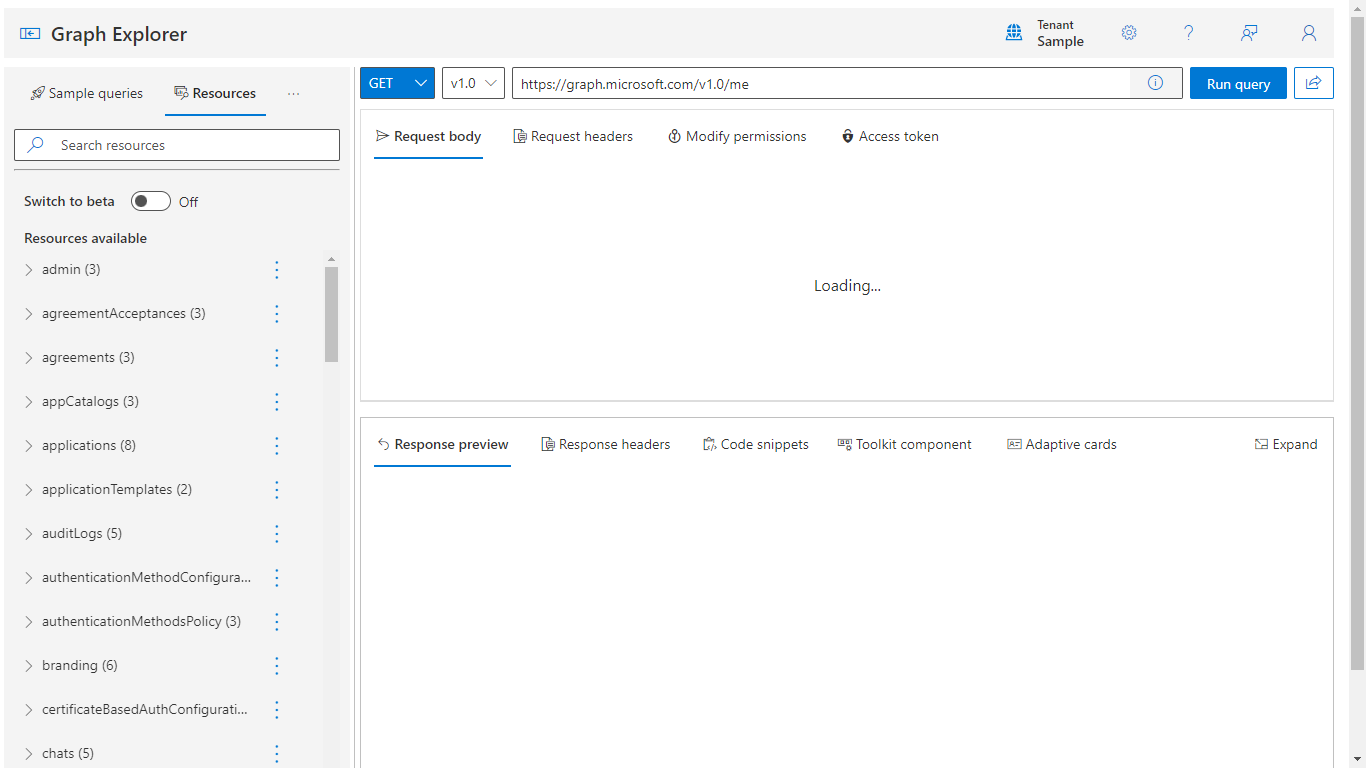 Graph Explorer
Tenant
Sample
Sample queries
Resources
Search resources
Switch to beta
Off
Resources available
admin (3)
agreementAcceptances (3)
agreements (3)
appCatalogs (3)
applications (8)
applicationTemplates (2)
auditLogs (5)
authenticationMethodConfigura...
authenticationMethodsPolicy (3)
branding (6)
certificateBasedAuthConfigurati...
chats (5)
GET
v1.0
https://graph.microsoft.com/v1.0/me
Run query
Request body
Request headers
Modify permissions
Access token
Loading...
Response preview
Response headers
Code snippets
Toolkit component
Adaptive cards
Expand